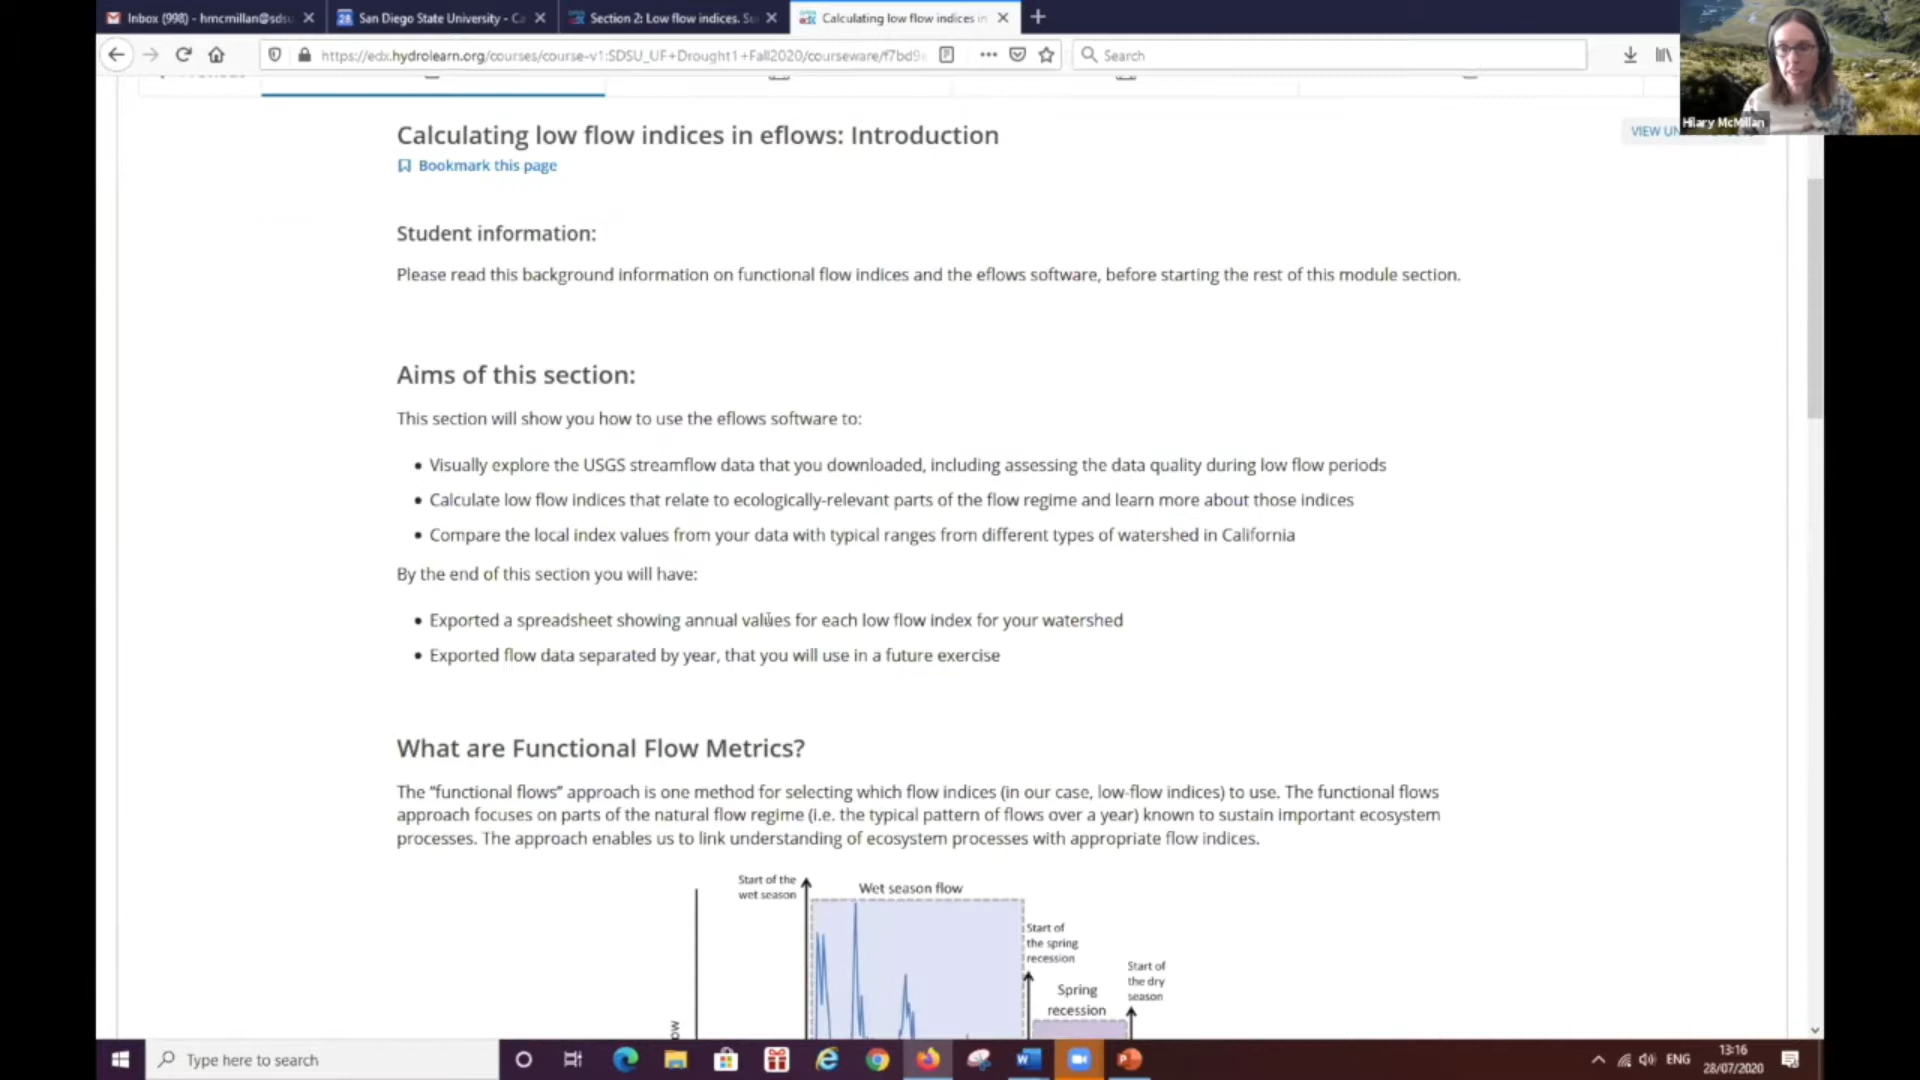 Inbox (998) - hmcmillan@sdsu
San Diego State University - Ca
Section 2: Low flow indices. Su
Calculating low flow indices in
https://edx.hydrolearn.org/courses/course-v1:SDSU_UF+Drought1+Fall2020/courseware/f7bd9
Search
Hilary McMillan
VIEW UN
Calculating low flow indices in eflows: Introduction
Bookmark this page
Student information:
Please read this background information on functional flow indices and the eflows software, before starting the rest of this module section.
Aims of this section:
This section will show you how to use the eflows software to:
• Visually explore the USGS streamflow data that you downloaded, including assessing the data quality during low flow periods
• Calculate low flow indices that relate to ecologically-relevant parts of the flow regime and learn more about those indices
• Compare the local index values from your data with typical ranges from different types of watershed in California
By the end of this section you will have:
• Exported a spreadsheet showing annual values for each low flow index for your watershed
• Exported flow data separated by year, that you will use in a future exercise
What are Functional Flow Metrics?
The "functional flows" approach is one method for selecting which flow indices (in our case, low-flow indices) to use. The functional flows
approach focuses on parts of the natural flow regime (i.e. the typical pattern of flows over a year) known to sustain important ecosystem
processes. The approach enables us to link understanding of ecosystem processes with appropriate flow indices.
Start of the
wet season
Wet season flow
Start of
the spring
recession
Start of
the dry
season
Spring
recession
ow
Type here to search
ENG
13:16
28/07/2020